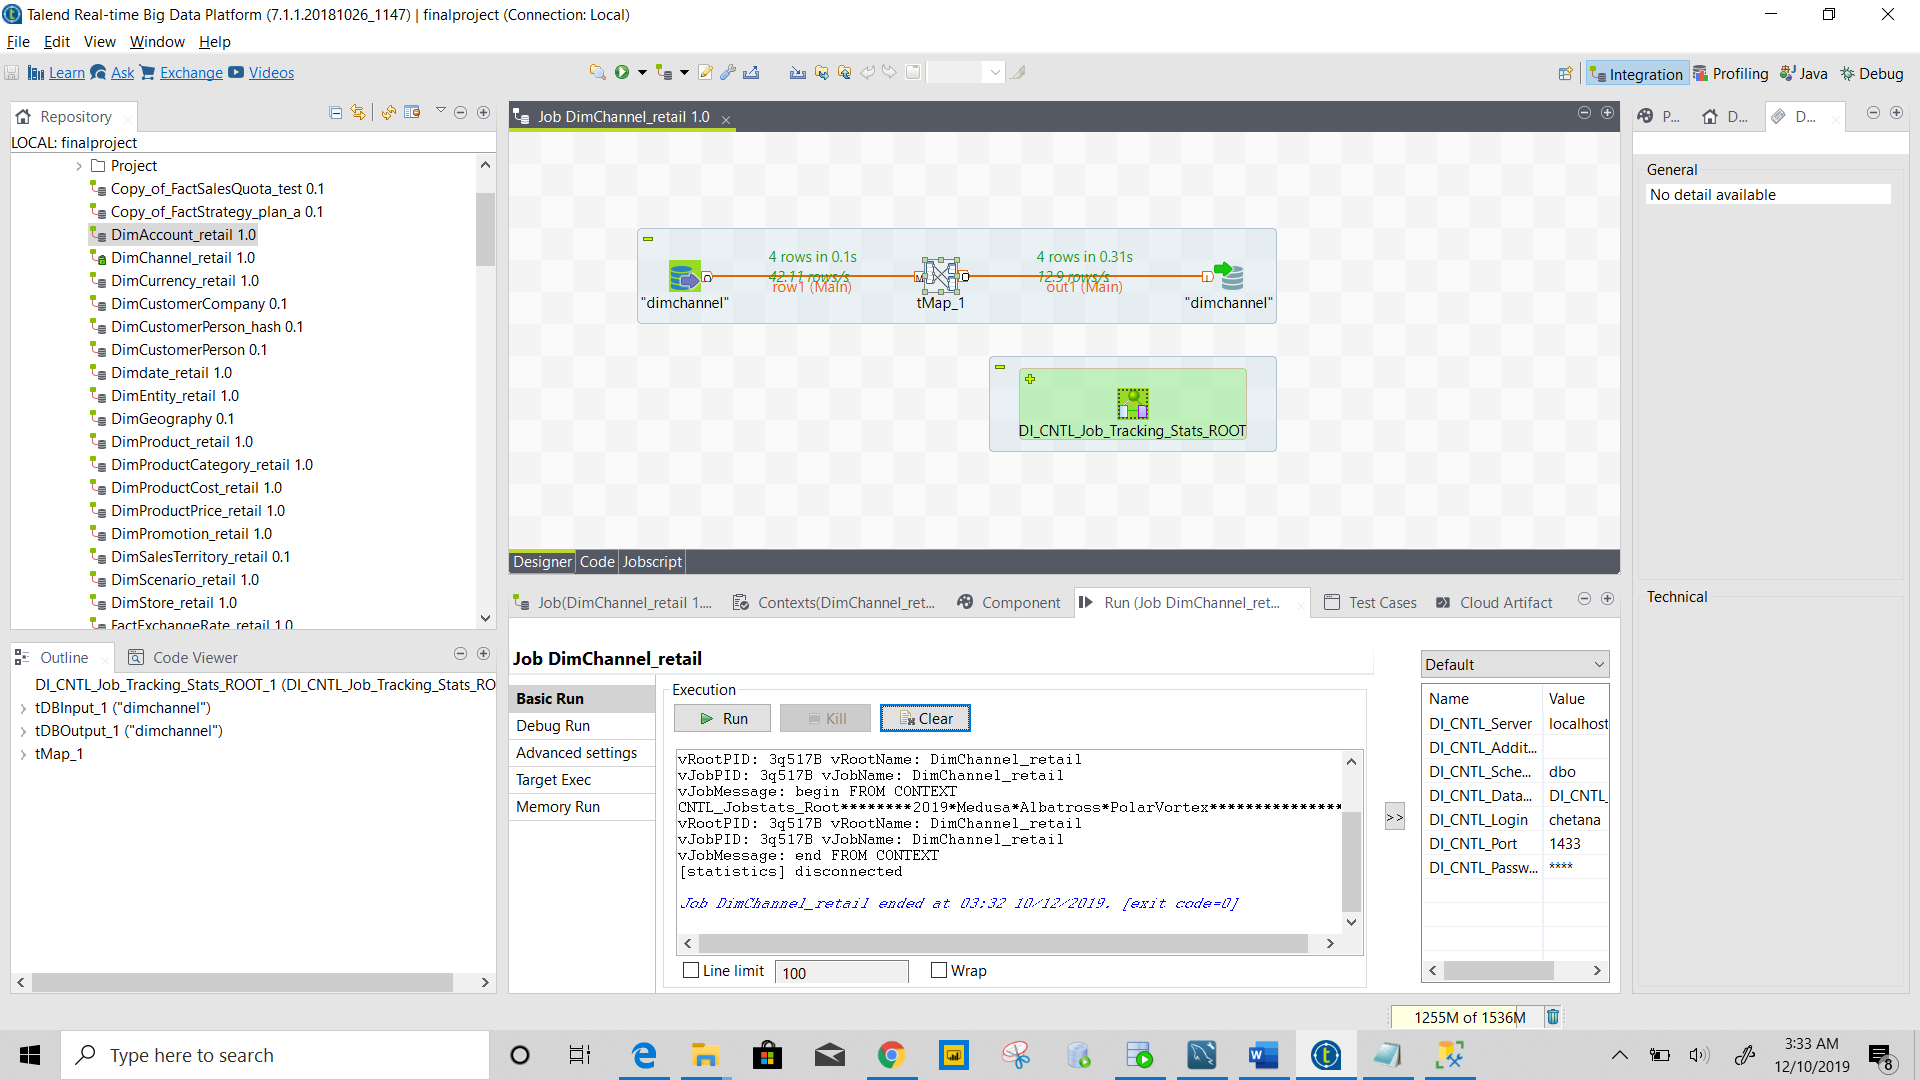 Talend Real-time Big Data Platform (7.1.1.20181026_1147) | finalproject (Connection: Local)
File Edit View Window Help
Learn Ask Exchange Videos
Integration Profiling Java Debug
Repository
LOCAL: finalproject
Project
Copy_of_FactSalesQuota_test 0.1
Copy_of_FactStrategy_plan_a 0.1
DimAccount_retail 1.0
DimChannel_retail 1.0
DimCurrency_retail 1.0
DimCustomerCompany 0.1
DimCustomerPerson_hash 0.1
DimCustomerPerson 0.1
Dimdate_retail 1.0
DimEntity_retail 1.0
DimGeography 0.1
DimProduct_retail 1.0
DimProductCategory_retail 1.0
DimProductCost_retail 1.0
DimProductPrice_retail 1.0
DimPromotion_retail 1.0
DimSalesTerritory_retail 0.1
DimScenario_retail 1.0
DimStore_retail 1.0
FactExchangeRate_retail 1.0
Outline Code Viewer
DI_CNTL_Job_Tracking_Stats_ROOT_1 (DI_CNTL_Job_Tracking_Stats_RO
tDBInput_1 ("dimchannel")
tDBOutput_1 ("dimchannel")
tMap_1
Job DimChannel_retail 1.0
4 rows in 0.1s
42.11 rows/s
row1 (Main)
4 rows in 0.31s
12.9 rows/s
out1 (Main)
"dimchannel"
tMap_1
"dimchannel"
DI_CNTL_Job_Tracking_Stats_ROOT
Designer Code Jobscript
Job(DimChannel_retail 1.... Contexts(DimChannel_ret... Component Run (Job DimChannel_ret... Test Cases Cloud Artifact
Job DimChannel_retail
Basic Run
Debug Run
Advanced settings
Target Exec
Memory Run
Execution
Run Kill Clear
vRootPID: 3q517B vRootName: DimChannel_retail
vJobPID: 3q517B vJobName: DimChannel_retail
vJobMessage: begin FROM CONTEXT
CNTL_Jobstats_Root********2019*Medusa*Albatross*PolarVortex***************
vRootPID: 3q517B vRootName: DimChannel_retail
vJobPID: 3q517B vJobName: DimChannel_retail
vJobMessage: end FROM CONTEXT
[statistics] disconnected
Job DimChannel_retail ended at 03:32 10/12/2019. [exit code=0]
Line limit 100 Wrap
>>
Default
Name Value
DI_CNTL_Server localhost
DI_CNTL_Addit...
DI_CNTL_Sche... dbo
DI_CNTL_Data... DI_CNTL_
DI_CNTL_Login chetana
DI_CNTL_Port 1433
DI_CNTL_Passw... ****
P... D... D...
General
No detail available
Technical
1255M of 1536M
Type here to search
3:33 AM
12/10/2019
8